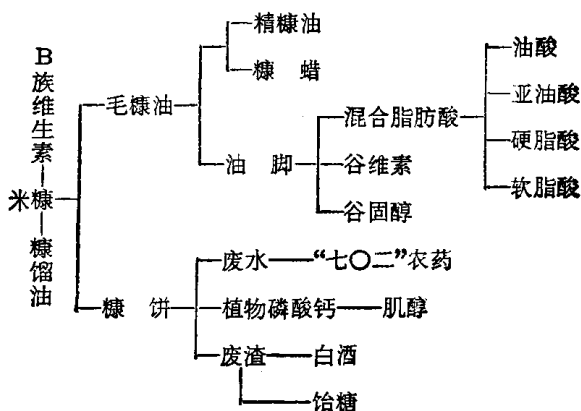 B族维生素
米糠
糠馏油
毛糠油
精糠油
糠蜡
油脚
混合脂肪酸
油酸
亚油酸
硬脂酸
软脂酸
谷维素
谷固醇
糠饼
废水
“七〇二”农药
植物磷酸钙
肌醇
废渣
白酒
饴糖